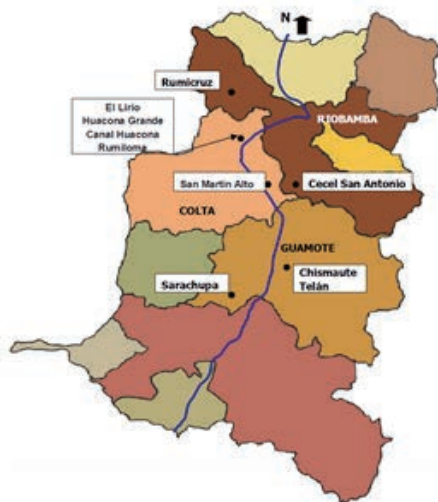 N
Rumicruz
El Lirio
Huacona Grande
Canal Huacona
Rumiloma
RIOBAMBA
San Martin Alto
Cecel San Antonio
COLTA
GUAMOTE
Chismaute
Telán
Sarachupa